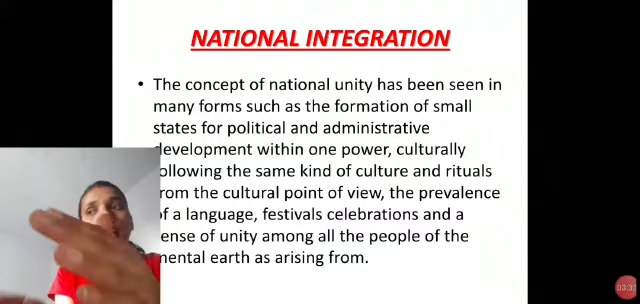 NATIONAL INTEGRATION
• The concept of national unity has been seen in
many forms such as the formation of small
states for political and administrative
development within one power, culturally
following the same kind of culture and rituals
from the cultural point of view, the prevalence
of a language, festivals celebrations and a
sense of unity among all the people of the
mental earth as arising from.